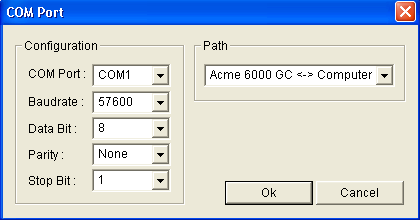 COM Port
Configuration
COM Port : COM1
Baudrate : 57600
Data Bit : 8
Parity : None
Stop Bit : 1
Path
Acme 6000 GC <-> Computer
Ok
Cancel